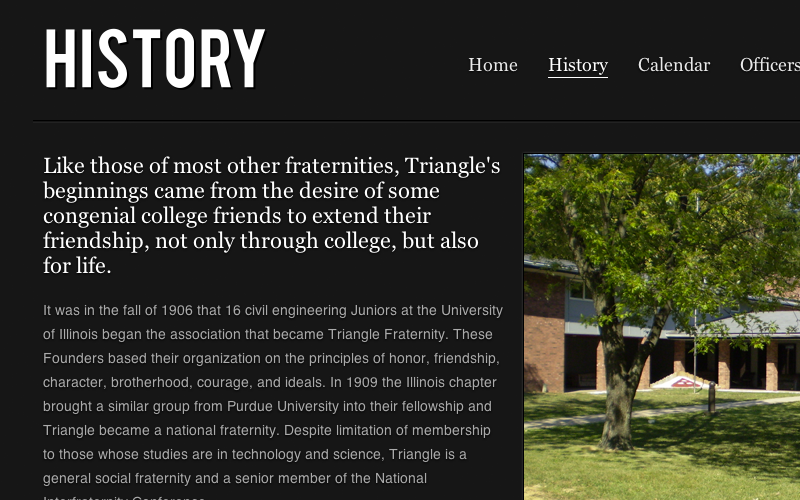 HISTORY
Home History Calendar Officers
Like those of most other fraternities, Triangle's
beginnings came from the desire of some
congenial college friends to extend their
friendship, not only through college, but also
for life.
It was in the fall of 1906 that 16 civil engineering Juniors at the University
of Illinois began the association that became Triangle Fraternity. These
Founders based their organization on the principles of honor, friendship,
character, brotherhood, courage, and ideals. In 1909 the Illinois chapter
brought a similar group from Purdue University into their fellowship and
Triangle became a national fraternity. Despite limitation of membership
to those whose studies are in technology and science, Triangle is a
general social fraternity and a senior member of the National